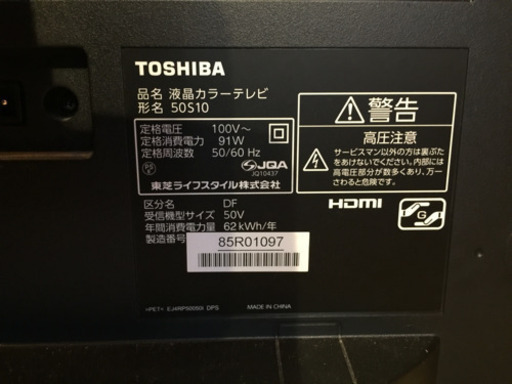 TOSHIBA
品名 液晶カラーテレビ
形名 50S10
定格電圧 100V～
定格消費電力 91W
定格周波数 50/60 Hz
JQA
JQ10437
東芝ライフスタイル株式会社
区分名 DF
受信機型サイズ 50V
年間消費電力量 62 kWh/年
製造番号
85R01097
警告
高圧注意
サービスマン以外の方は裏ぶた
をあけないでください。内部には
高電圧部分が数多くあり、万一
さわると危険です。
HDMI
G
MADE IN CHINA